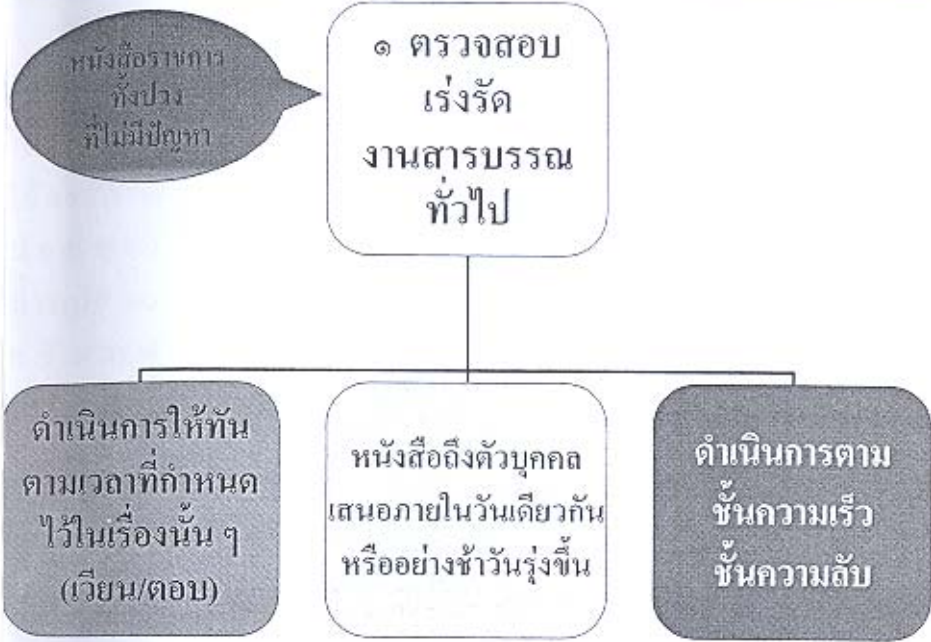 หนังสือราชการ
ทั้งปวง
ที่ไม่มีปัญหา
๑ ตรวจสอบ
เร่งรัด
งานสารบรรณ
ทั่วไป
ดำเนินการให้ทัน
ตามเวลาที่กำหนด
ไว้ในเรื่องนั้น ๆ
(เวียน/ตอบ)
หนังสือถึงตัวบุคคล
เสนอภายในวันเดียวกัน
หรืออย่างช้าวันรุ่งขึ้น
ดำเนินการตาม
ชั้นความเร็ว
ชั้นความลับ